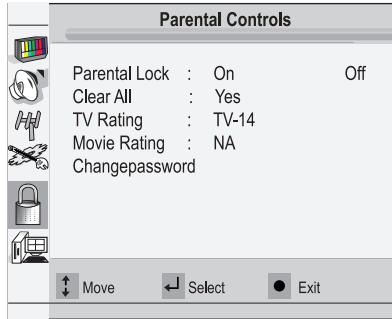 Parental Controls
Parental Lock : On Off
Clear All : Yes
TV Rating : TV-14
Movie Rating : NA
Changepassword
Move Select Exit